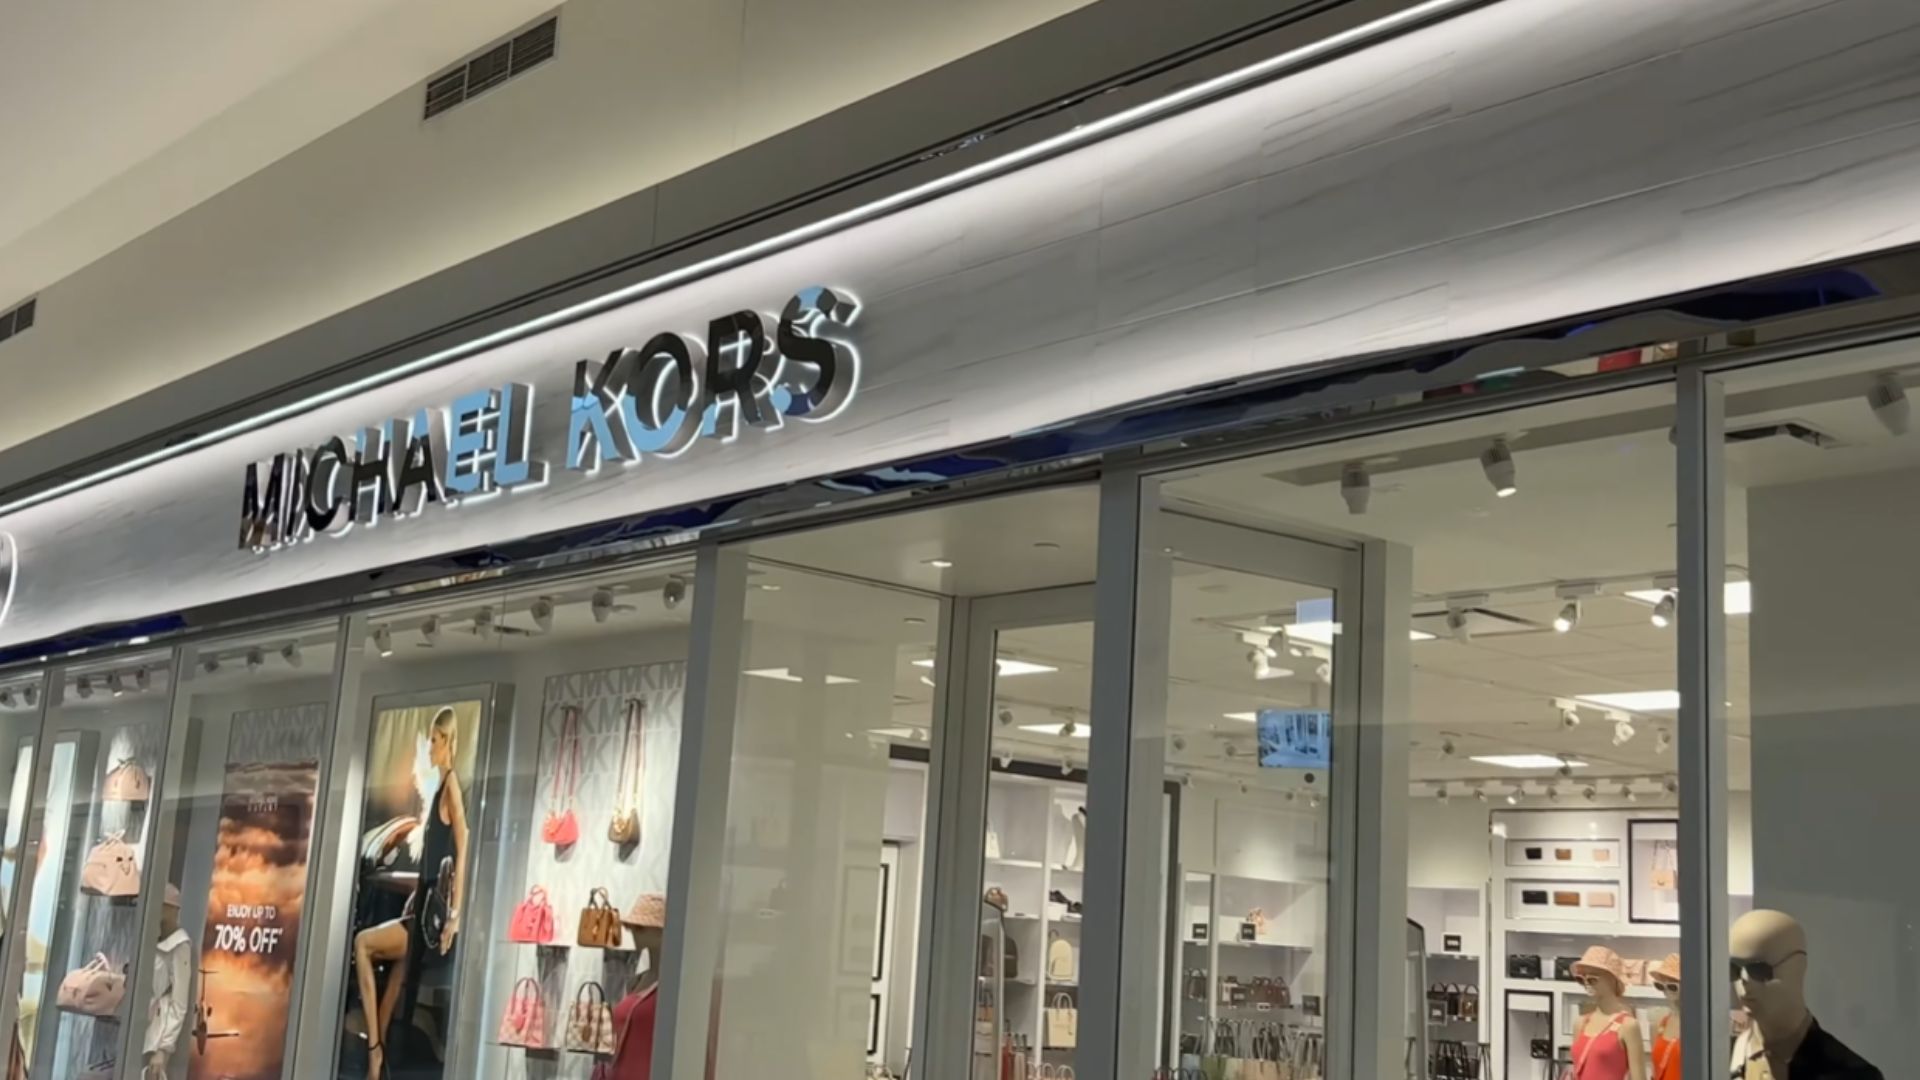 MICHAEL KORS
ENJOY UP TO
70% OFF*